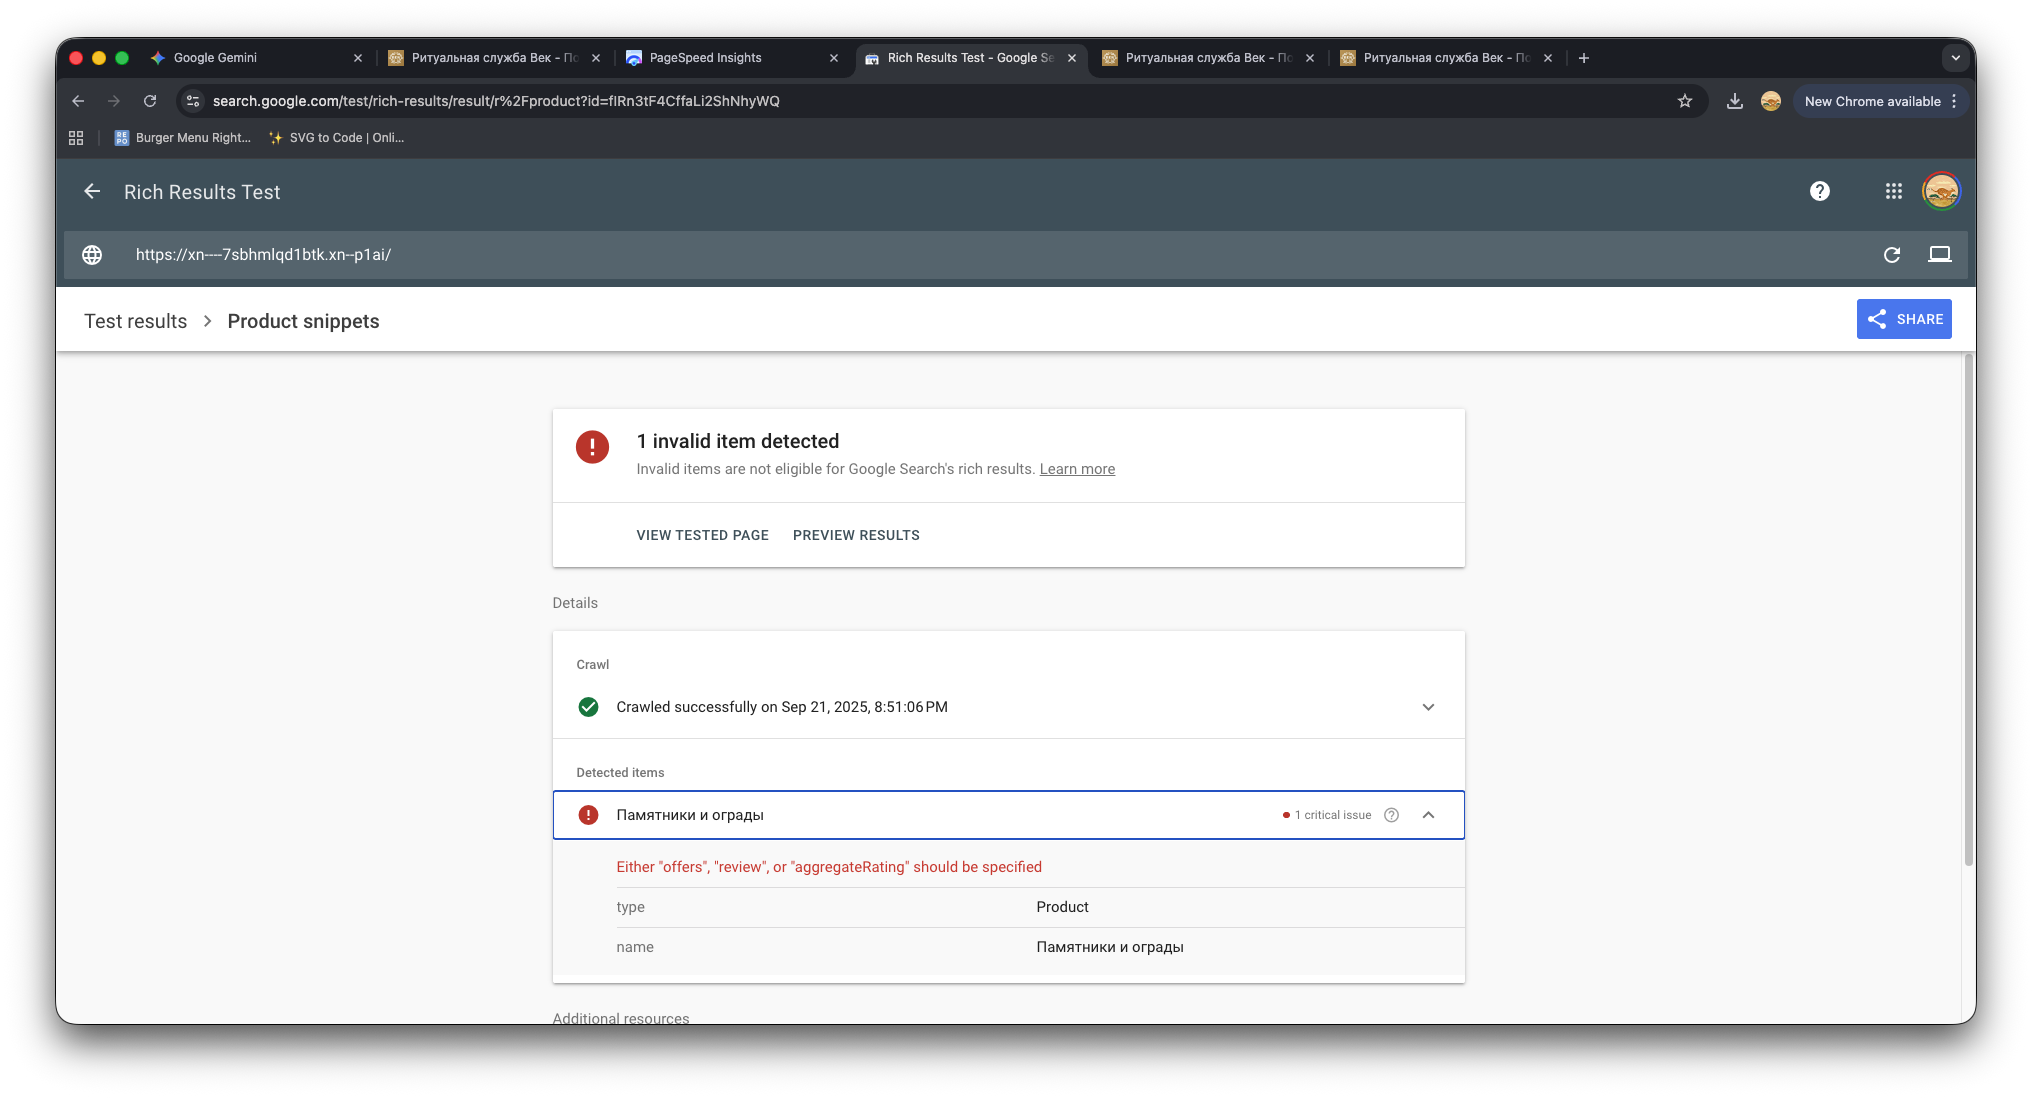 Google Gemini
Ритуальная служба Век - По
PageSpeed Insights
Rich Results Test - Google Se
Ритуальная служба Век - По
Ритуальная служба Век - По
search.google.com/test/rich-results/result/r%2Fproduct?id=fIRn3tF4CffaLi2ShNhyWQ
New Chrome available
REPO
Burger Menu Right...
SVG to Code | Onli...
Rich Results Test
https://xn----7sbhmlqd1btk.xn--p1ai/
Test results > Product snippets
SHARE
1 invalid item detected
Invalid items are not eligible for Google Search's rich results. Learn more
VIEW TESTED PAGE
PREVIEW RESULTS
Details
Crawl
Crawled successfully on Sep 21, 2025, 8:51:06 PM
Detected items
Памятники и ограды
1 critical issue
Either "offers", "review", or "aggregateRating" should be specified
type
Product
name
Памятники и ограды
Additional resources